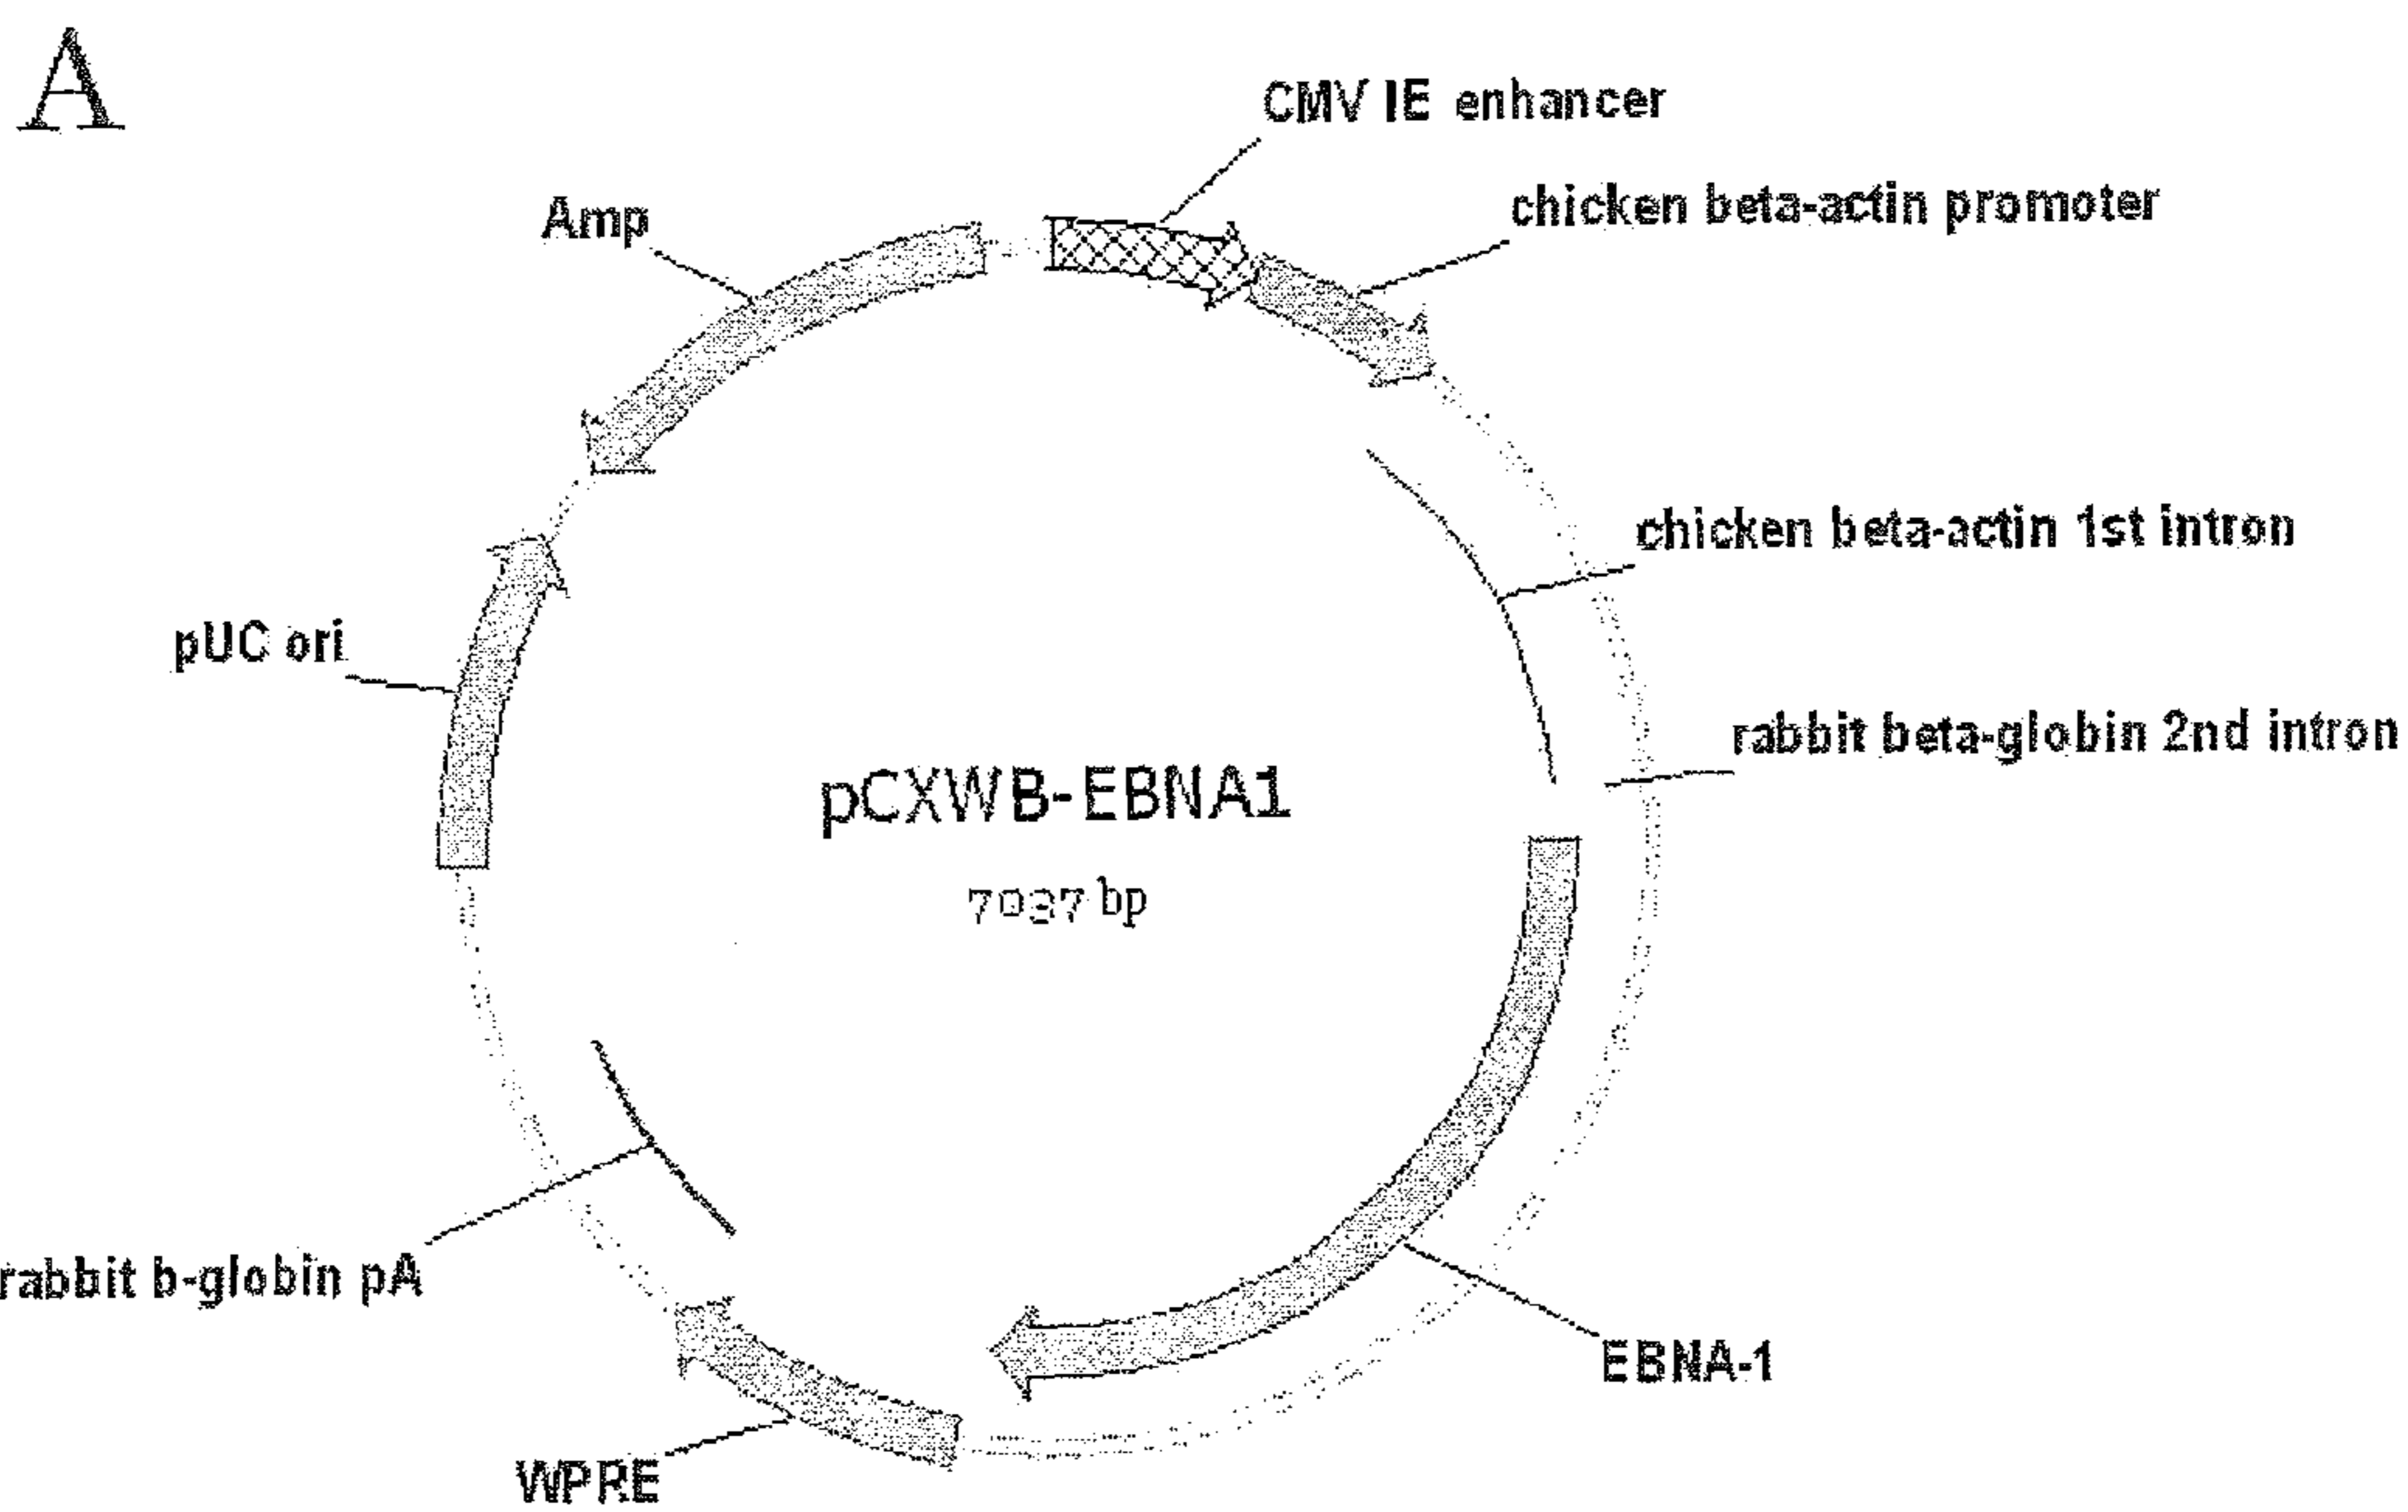 A
CMV IE enhancer
chicken beta-actin promoter
Amp
chicken beta-actin 1st intron
pUC ori
rabbit beta-globin 2nd intron
pCXWB-EBNA1
7037 bp
rabbit b-globin pA
EBNA-1
WPRE